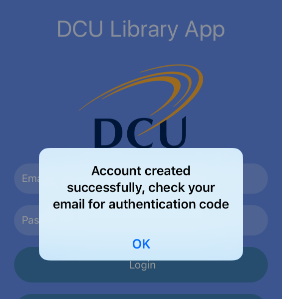 DCU Library App
DCU
Account created
successfully, check your
email for authentication code
Ema
Pas
OK
Login